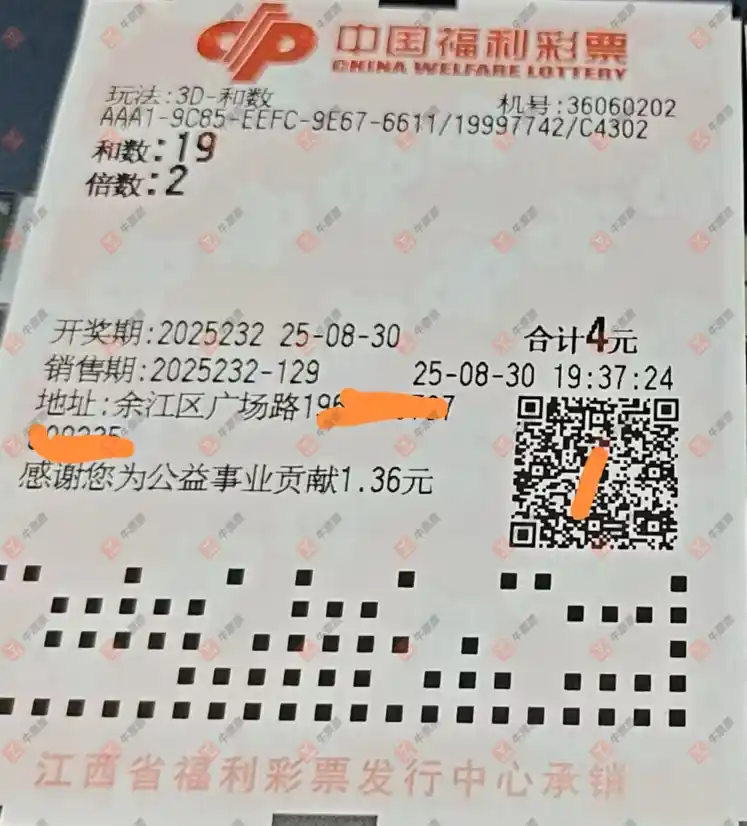 中国福利彩票
CHINA WELFARE LOTTERY
玩法:3D-和数 机号:36060202
AAA1-9C85-EEFC-9E67-6611/19997742/C4302
和数:19
倍数:2
开奖期:2025232 25-08-30 合计4元
销售期:2025232-129 25-08-30 19:37:24
地址:余江区广场路196
感谢您为公益事业贡献1.36元
江西省福利彩票发行中心承销